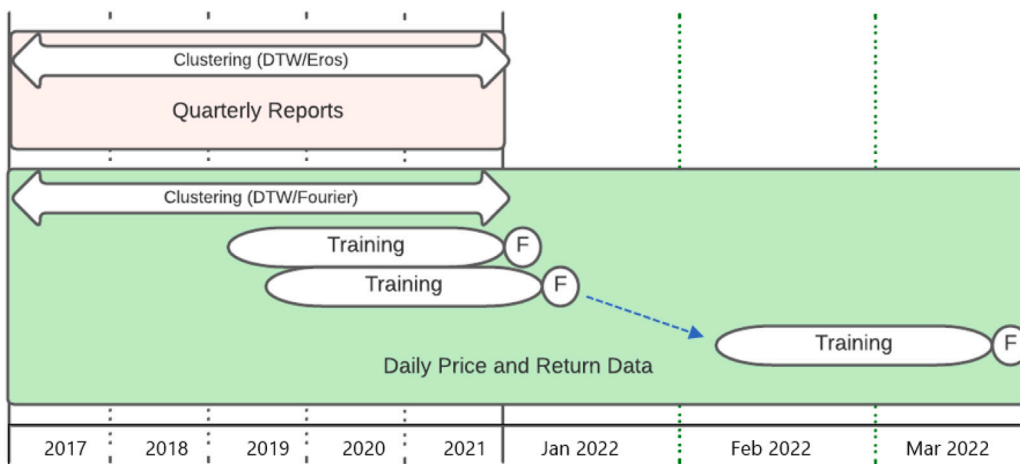 Clustering (DTW/Eros)
Quarterly Reports
Clustering (DTW/Fourier)
Training F
Training F
Training F
Daily Price and Return Data
2017 2018 2019 2020 2021 Jan 2022 Feb 2022 Mar 2022